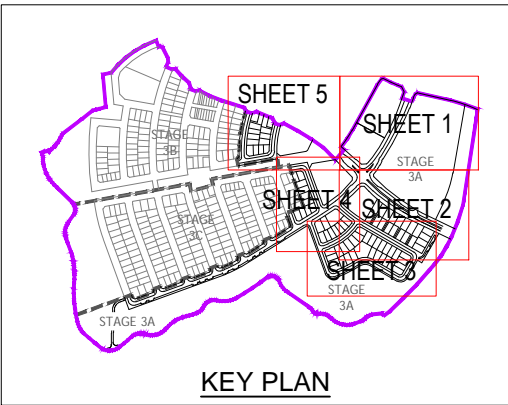 SHEET 5
SHEET 1
STAGE
3B
STAGE
3A
SHEET 4
SHEET 2
STAGE
3C
SHEET 3
STAGE
3A
STAGE 3A
KEY PLAN